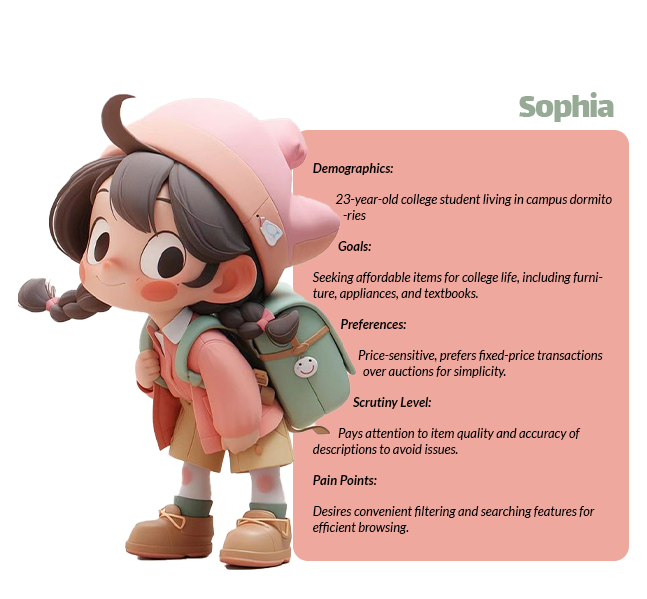 Sophia
Demographics:
23-year-old college student living in campus dormito
-ries
Goals:
Seeking affordable items for college life, including furni-
ture, appliances, and textbooks.
Preferences:
Price-sensitive, prefers fixed-price transactions
over auctions for simplicity.
Scrutiny Level:
Pays attention to item quality and accuracy of
descriptions to avoid issues.
Pain Points:
Desires convenient filtering and searching features for
efficient browsing.